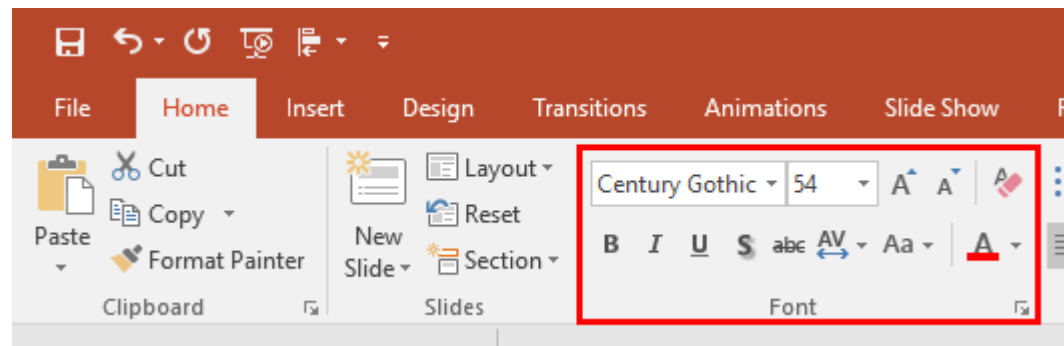 File Home Insert Design Transitions Animations Slide Show
Cut
Layout
Century Gothic 54 A A A
Copy
Reset
Paste
New
B I U S abc AV Aa A
Format Painter
Slide
Section
Clipboard
Slides
Font